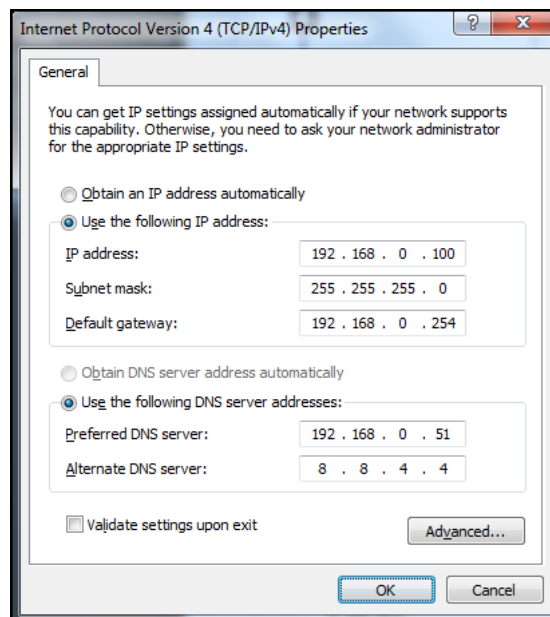 Internet Protocol Version 4 (TCP/IPv4) Properties
General
You can get IP settings assigned automatically if your network supports
this capability. Otherwise, you need to ask your network administrator
for the appropriate IP settings.
Obtain an IP address automatically
Use the following IP address:
IP address: 192 . 168 . 0 . 100
Subnet mask: 255 . 255 . 255 . 0
Default gateway: 192 . 168 . 0 . 254
Obtain DNS server address automatically
Use the following DNS server addresses:
Preferred DNS server: 192 . 168 . 0 . 51
Alternate DNS server: 8 . 8 . 4 . 4
Validate settings upon exit
Advanced...
OK Cancel